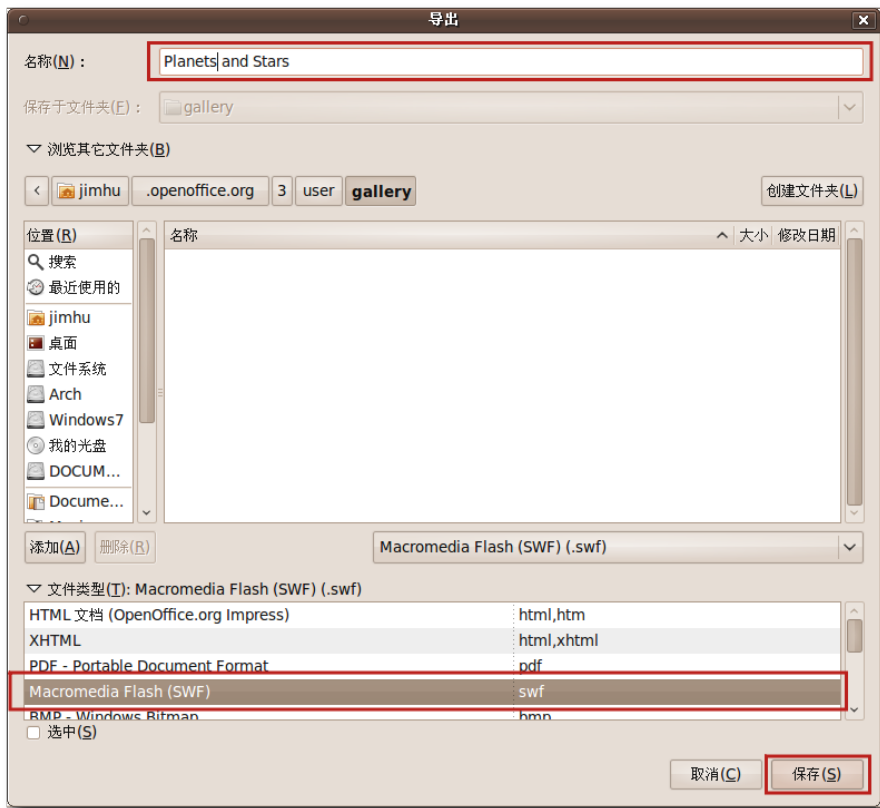 导出
名称(N)： Planets and Stars
保存于文件夹(F)： gallery
浏览其它文件夹(B)
jimhu .openoffice.org 3 user gallery 创建文件夹(L)
位置(R) 名称 大小 修改日期
搜索
最近使用的
jimhu
桌面
文件系统
Arch
Windows7
我的光盘
DOCUM...
Docume...
添加(A) 删除(R) Macromedia Flash (SWF) (.swf)
文件类型(T): Macromedia Flash (SWF) (.swf)
HTML 文档 (OpenOffice.org Impress) html,htm
XHTML html,xhtml
PDF - Portable Document Format pdf
Macromedia Flash (SWF) swf
BMP - Windows Bitmap bmp
选中(S)
取消(C) 保存(S)